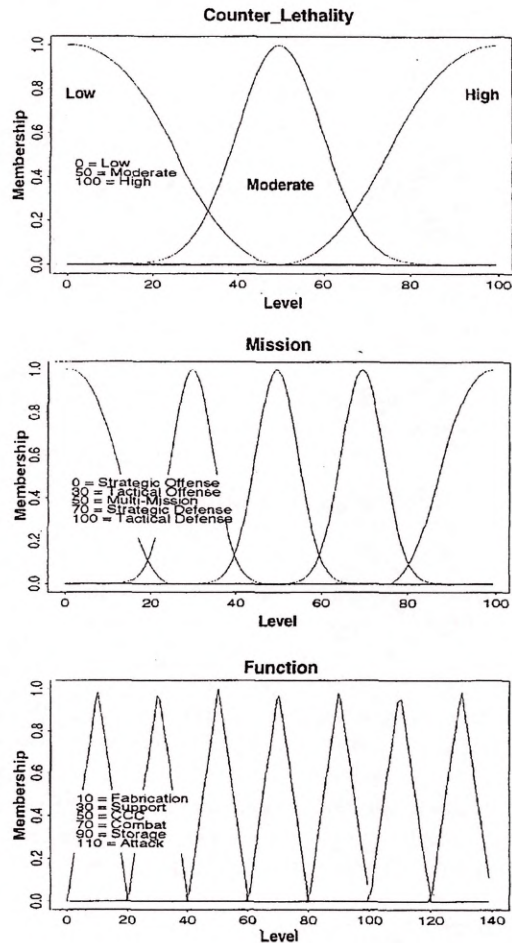 Counter_Lethality
1.0
0.8
0.6
0.4
0.2
0.0
Membership
Low
High
Moderate
0 = Low
50 = Moderate
100 = High
0 20 40 60 80 100
Level
Mission
1.0
0.8
0.6
0.4
0.2
0.0
Membership
0 = Strategic Offense
30 = Tactical Offense
50 = Multi-Mission
70 = Strategic Defense
100 = Tactical Defense
0 20 40 60 80 100
Level
Function
1.0
0.8
0.6
0.4
0.2
0.0
Membership
10 = Fabrication
30 = Support
50 = CCC
70 = Combat
90 = Storage
110 = Attack
0 20 40 60 80 100 120 140
Level